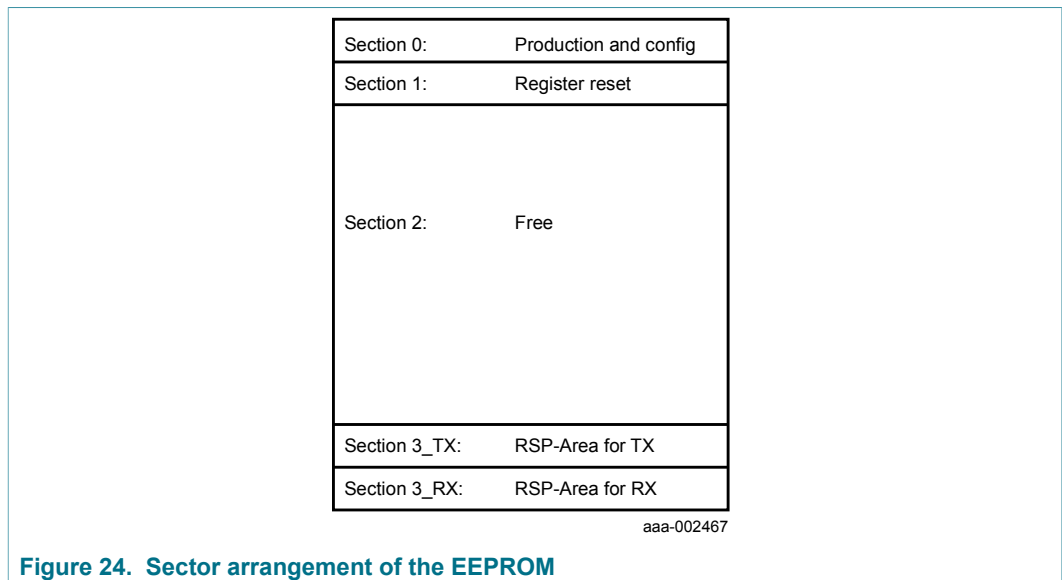 Section 0: Production and config
Section 1: Register reset
Section 2: Free
Section 3_TX: RSP-Area for TX
Section 3_RX: RSP-Area for RX
aaa-002467
Figure 24. Sector arrangement of the EEPROM